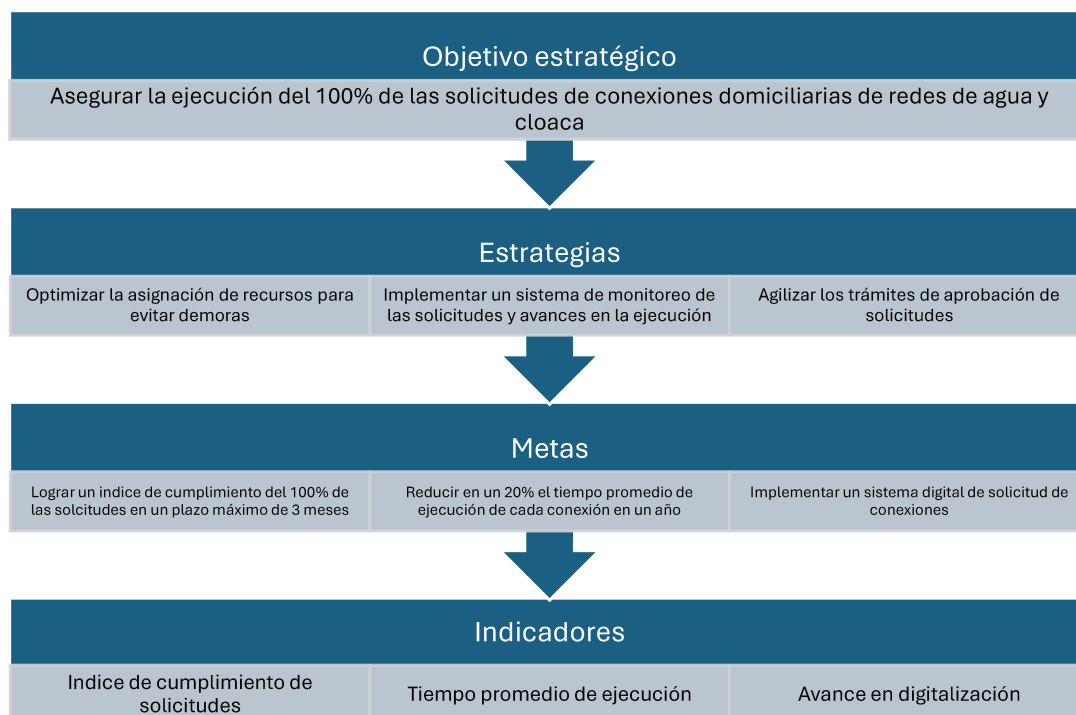 Objetivo estratégico
Asegurar la ejecución del 100% de las solicitudes de conexiones domiciliarias de redes de agua y
cloaca
Estrategias
Optimizar la asignación de recursos para
evitar demoras
Implementar un sistema de monitoreo de
las solicitudes y avances en la ejecución
Agilizar los trámites de aprobación de
solicitudes
Metas
Lograr un indice de cumplimiento del 100% de
las solcitudes en un plazo máximo de 3 meses
Reducir en un 20% el tiempo promedio de
ejecución de cada conexión en un año
Implementar un sistema digital de solicitud de
conexiones
Indicadores
Indice de cumplimiento de
solicitudes
Tiempo promedio de ejecución
Avance en digitalización